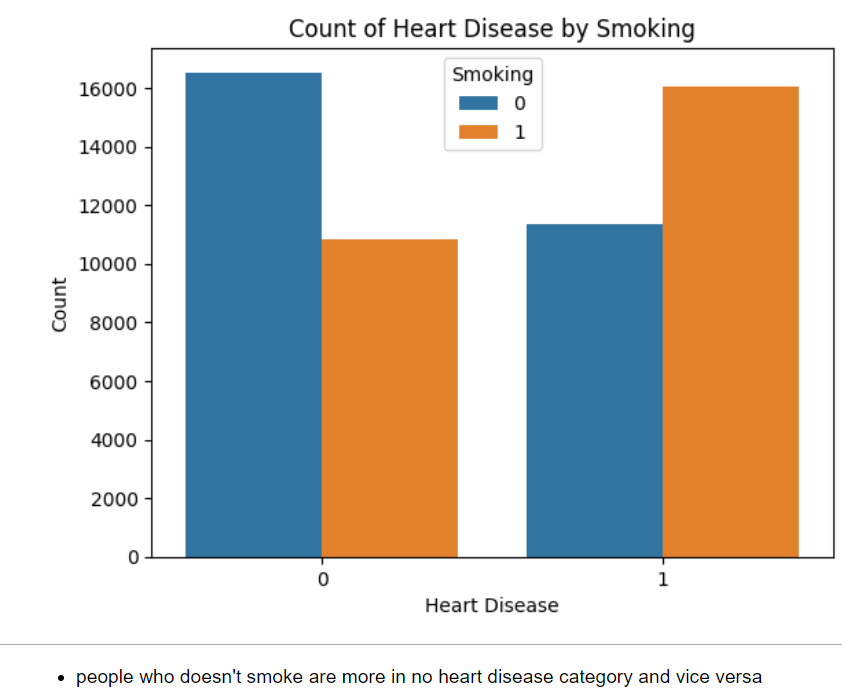 Count of Heart Disease by Smoking
Smoking
0
1
16000
14000
12000
10000
8000
6000
4000
2000
0
Count
0 1
Heart Disease
people who doesn't smoke are more in no heart disease category and vice versa